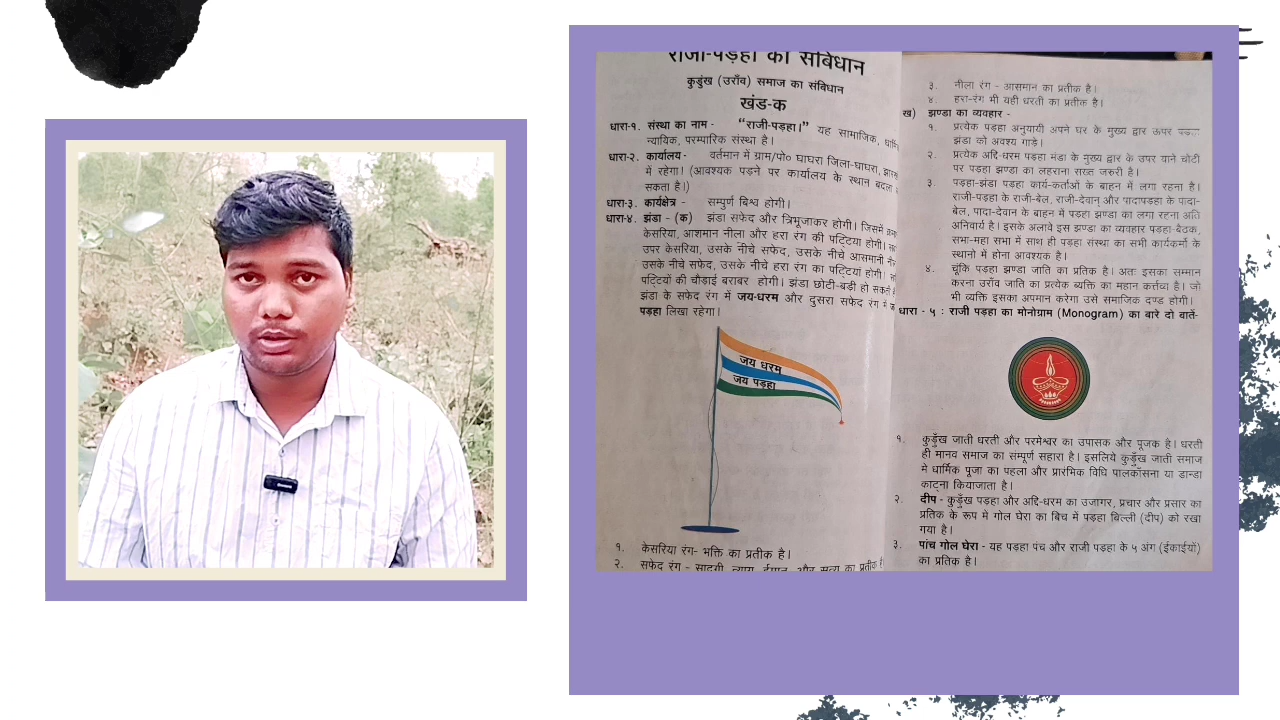 राजी-पड़हा का संबिधान
कुडुंख (उराँव) समाज का संबिधान
खंड-क
धारा-१. संस्था का नाम - "राजी-पड़हा।" यह सामाजिक,
न्यायिक, परम्पारिक संस्था है।
धारा-२. कार्यालय - वर्तमान में ग्राम/पो० घाघरा जिला-घाघरा,
में रहेगा। (आवश्यक पड़ने पर कार्यालय के स्थान बदला
सकता है।)
धारा-३. कार्यक्षेत्र - सम्पुर्ण बिश्व होगी।
धारा-४. झंडा - (क) झंडा सफेद और त्रिभूजाकर होगी। जिसमें
केसरिया, आशमान नीला और हरा रंग की पट्टिया होगी।
उपर केसरिया, उसके नीचे सफेद, उसके नीचे आसमानी
उसके नीचे सफेद, उसके नीचे हरा रंग का पट्टियां होगी।
पट्टियों की चौड़ाई बराबर होगी। झंडा छोटी-बड़ी हो सकते
झंडा के सफेद रंग में जय-धरम और दुसरा सफेद रंग में
पड़हा लिखा रहेगा।
जय धरम
जय पड़हा
१. केसरिया रंग- भक्ति का प्रतीक है।
२. सफेद रंग - सादगी, न्याय, ईमान, और सत्य का प्रतीक
३. नीला रंग - आसमान का प्रतीक है।
४. हरा-रंग भी यही धरती का प्रतीक है।
ख) झण्डा का व्यवहार -
१. प्रत्येक पड़हा अनुयायी अपने घर के मुख्य द्वार ऊपर
झंडा को अवश्य गाड़े।
२. प्रत्येक अदि-धरम पड़हा मंडा के मुख्य द्वार के उपर याने चोटी
पर पड़हा झण्डा का लहराना सख्त जरुरी है।
३. पड़हा-झंडा पड़हा कार्य-कर्ताओं के बाहन में लगा रहना है।
राजी-पड़हा के राजी-बेल, राजी-देवान् और पादापड़हा के पादा-
बेल, पादा-देवान के बाहन में पड़हा झण्डा का लगा रहना अति
अनिवार्य है। इसके अलावे इस झण्डा का व्यवहार पड़हा-बैठक,
सभा-महा सभा में साथ ही पड़हा संस्था का सभी कार्यकर्मो के
स्थानो में होना आवश्यक है।
४. चूंकि पड़हा झण्डा जाति का प्रतिक है। अतः इसका सम्मान
करना उराँव जाति का प्रत्येक ब्यक्ति का महान कर्त्तब्य है। जो
भी व्यक्ति इसका अपमान करेगा उसे समाजिक दण्ड होगी।
धारा - ५ : राजी पड़हा का मोनोग्राम (Monogram) का बारे दो बातें-
१. कुडुँख जाती धरती और परमेश्वर का उपासक और पूजक है। धरती
ही मानव समाज का संम्पूर्ण सहारा है। इसलिये कुडुँख जाती समाज
मे धार्मिक पूजा का पहला और प्रारंभिक विधि पालकाँसना या डान्डा
काटना कियाजाता है।
२. दीप - कुडुँख पड़हा और अदि-धरम का उजागर, प्रचार और प्रसार का
प्रतिक के रूप मे गोल घेरा का बिच में पड़हा बिल्ली (दीप) को रखा
गया है।
३. पांच गोल घेरा - यह पड़हा पंच और राजी पड़हा के ५ अंग (ईकाईयों)
का प्रतिक है।